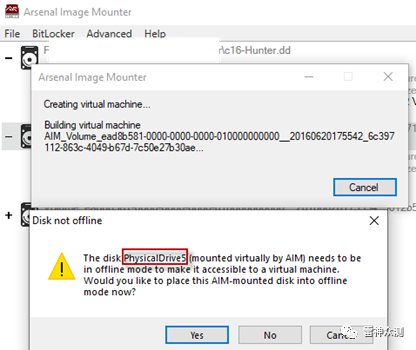 Arsenal Image Mounter
File BitLocker Advanced Help
r\c16-Hunter.dd
Arsenal Image Mounter
Creating virtual machine...
Building virtual machine
AIM_Volume_ead8b581-0000-0000-0000-010000000000__20160620175542_6c397
112-863c-4049-b67d-7c50e27b30ae...
Cancel
Disk not offline
The disk PhysicalDrive5 (mounted virtually by AIM) needs to
be in offline mode to make it accessible to a virtual machine.
Would you like to place this AIM-mounted disk into offline
mode now?
Yes No Cancel
雷神众测